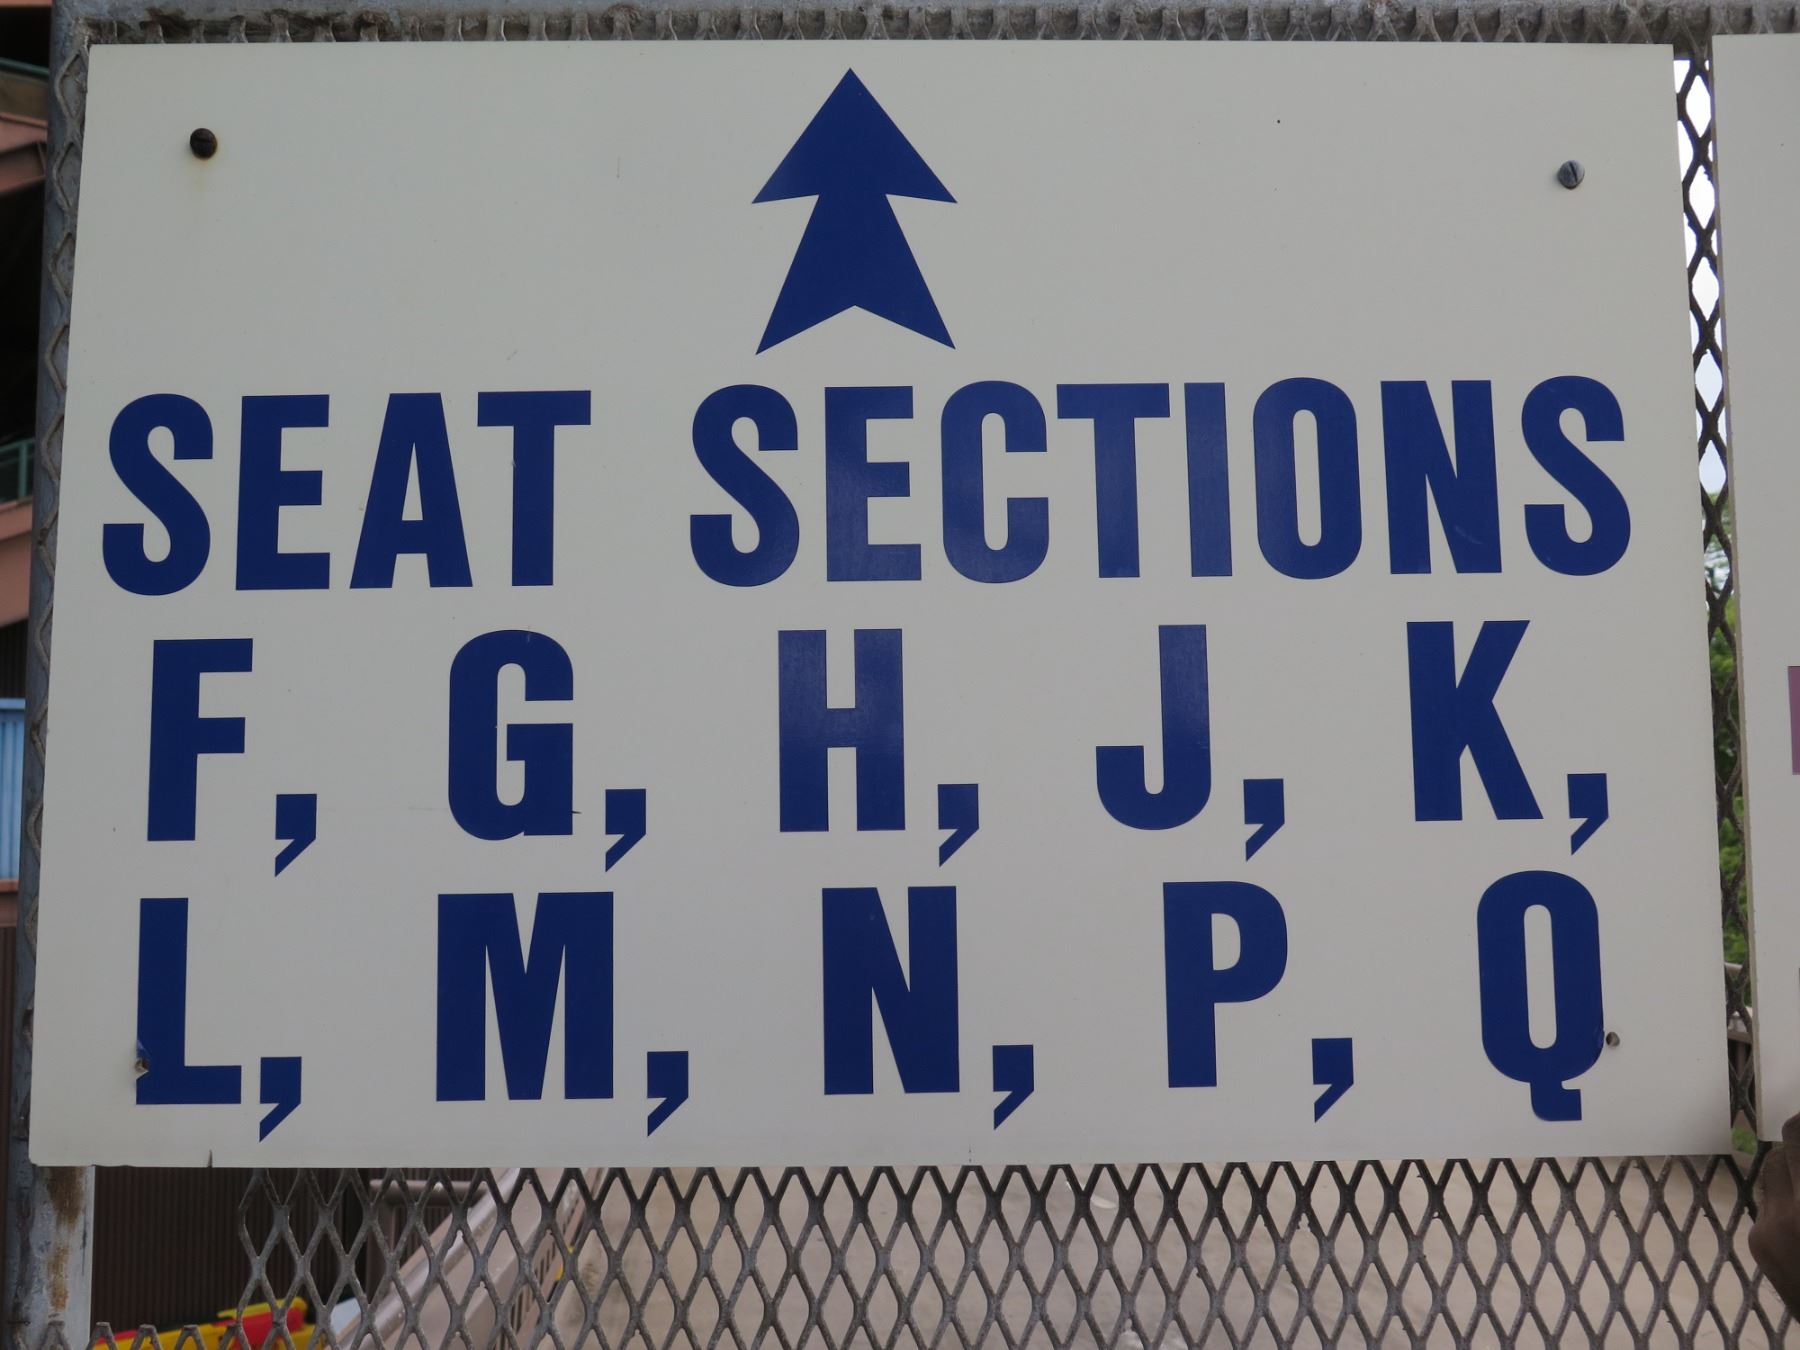 SEAT SECTIONS
F, G, H, J, K,
L, M, N, P, Q